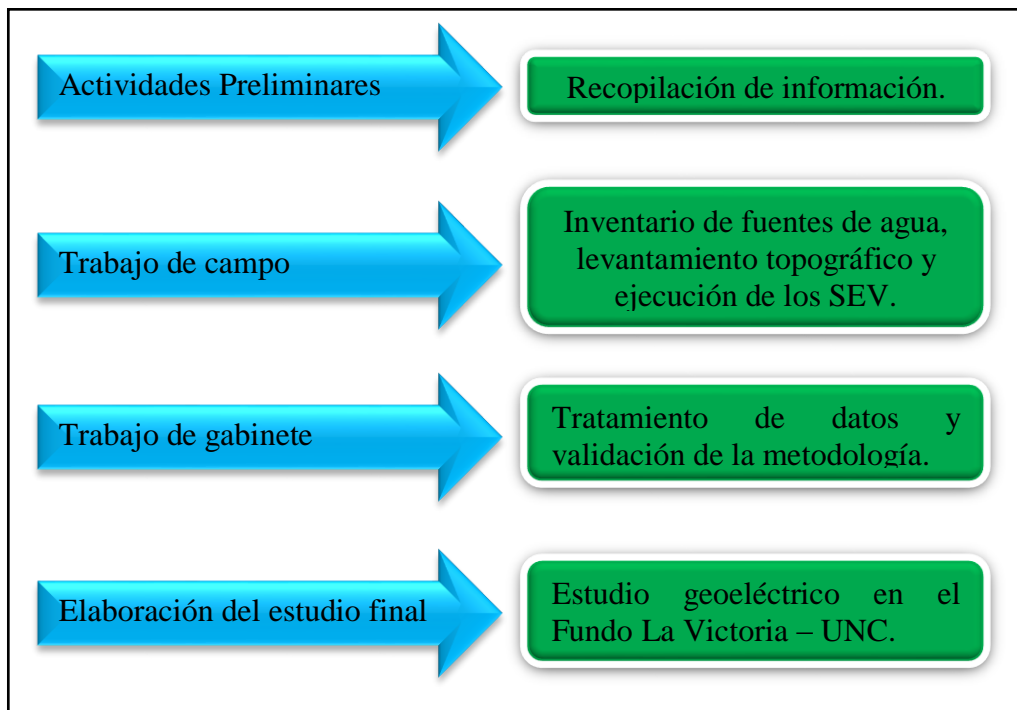 Actividades Preliminares
Recopilación de información.
Trabajo de campo
Inventario de fuentes de agua,
levantamiento topográfico y
ejecución de los SEV.
Trabajo de gabinete
Tratamiento de datos y
validación de la metodología.
Elaboración del estudio final
Estudio geoeléctrico en el
Fundo La Victoria – UNC.